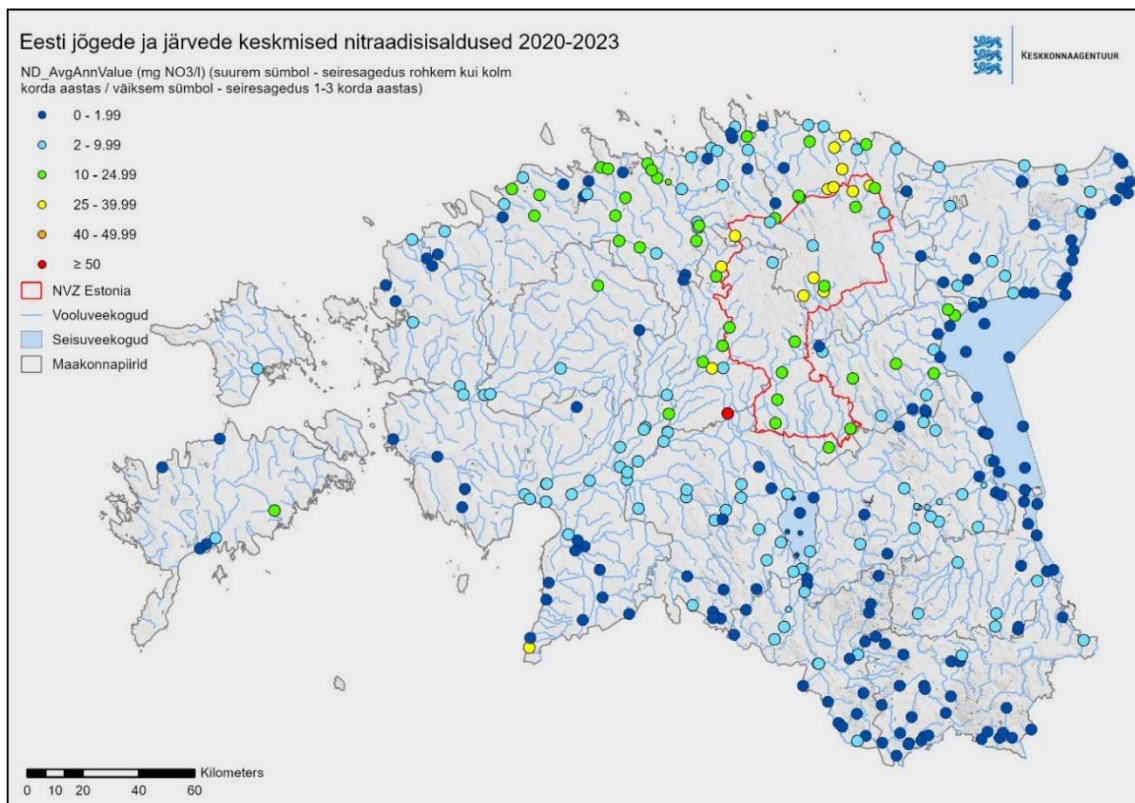 Eesti jõgede ja järvede keskmised nitraadisisaldused 2020-2023
KESKKONNAAGENTUUR
ND_AvgAnnValue (mg NO3/l) (suurem sümbol - seiresagedus rohkem kui kolm
korda aastas / väiksem sümbol - seiresagedus 1-3 korda aastas)
0 - 1.99
2 - 9.99
10 - 24.99
25 - 39.99
40 - 49.99
≥ 50
NVZ Estonia
Vooluveekogud
Seisuveekogud
Maakonnapiirid
Kilometers
0 10 20 40 60